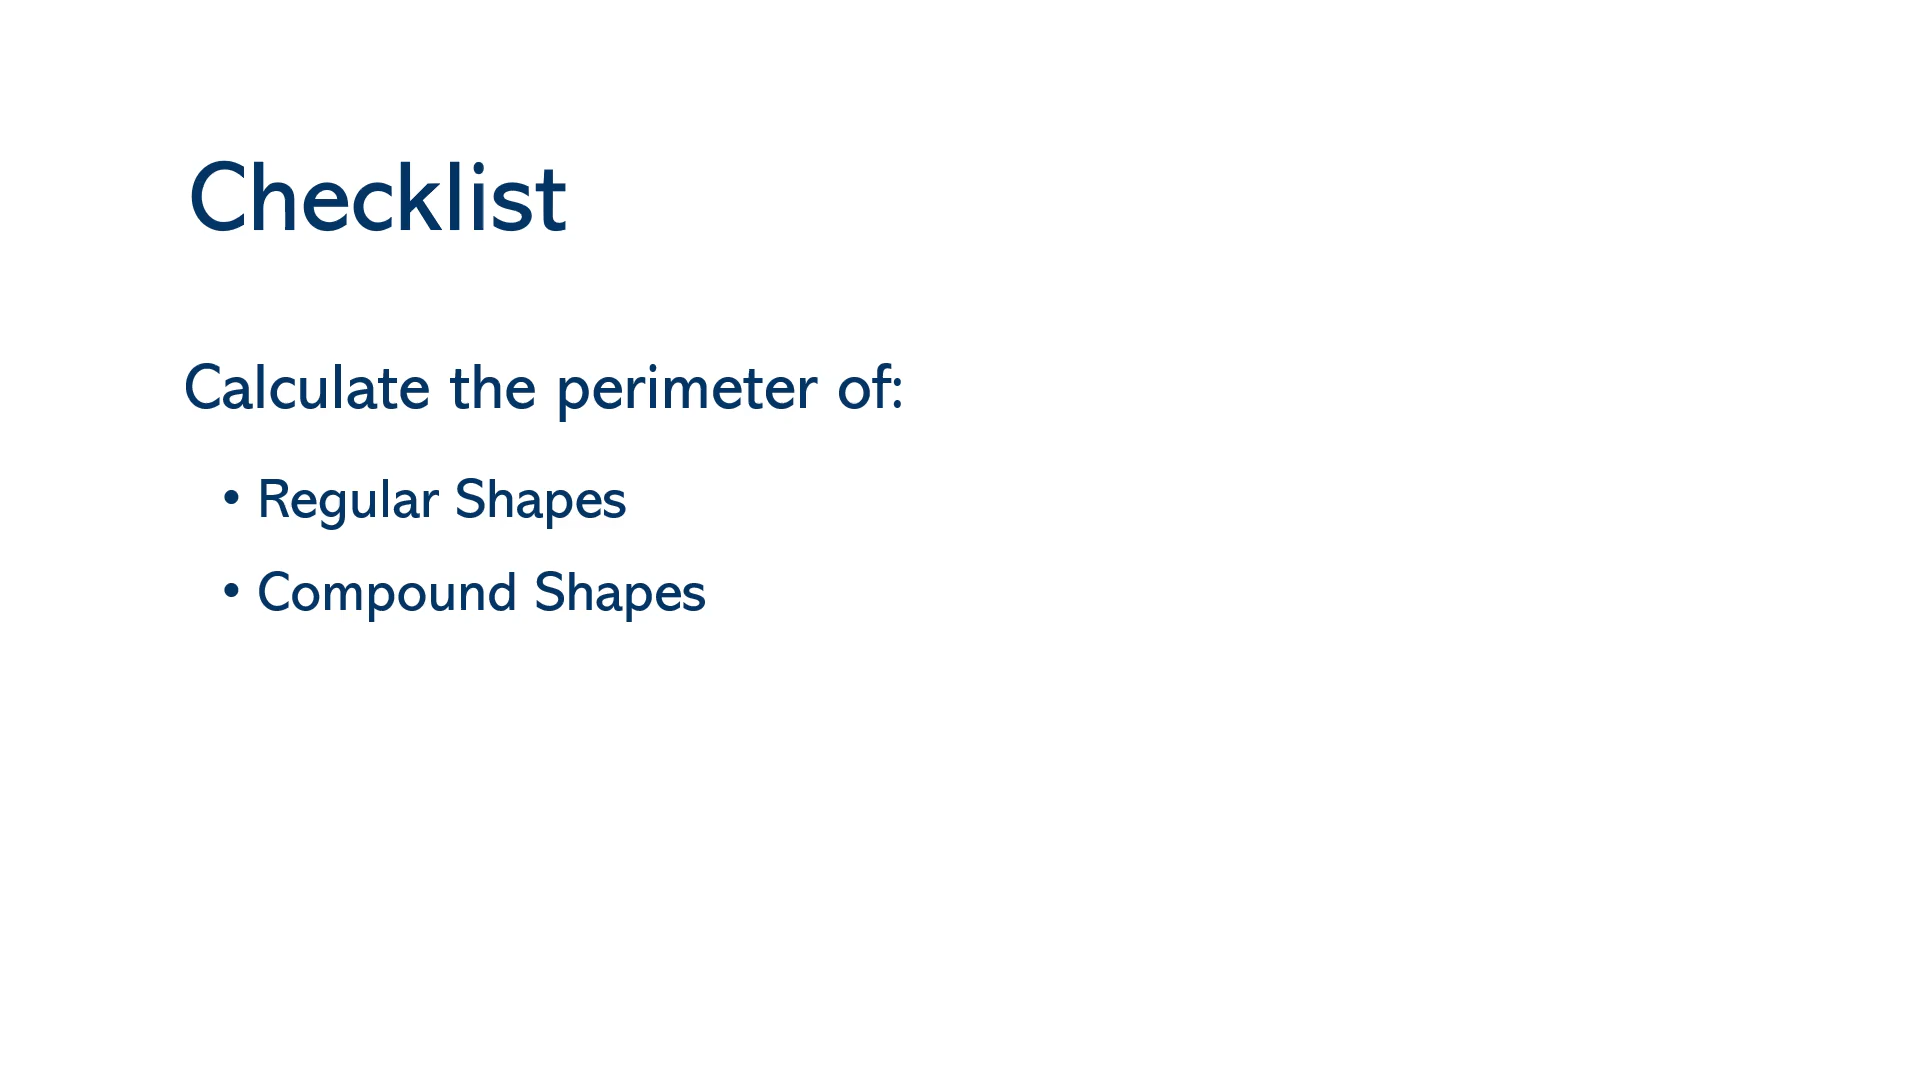 Checklist
Calculate the perimeter of:
• Regular Shapes
• Compound Shapes